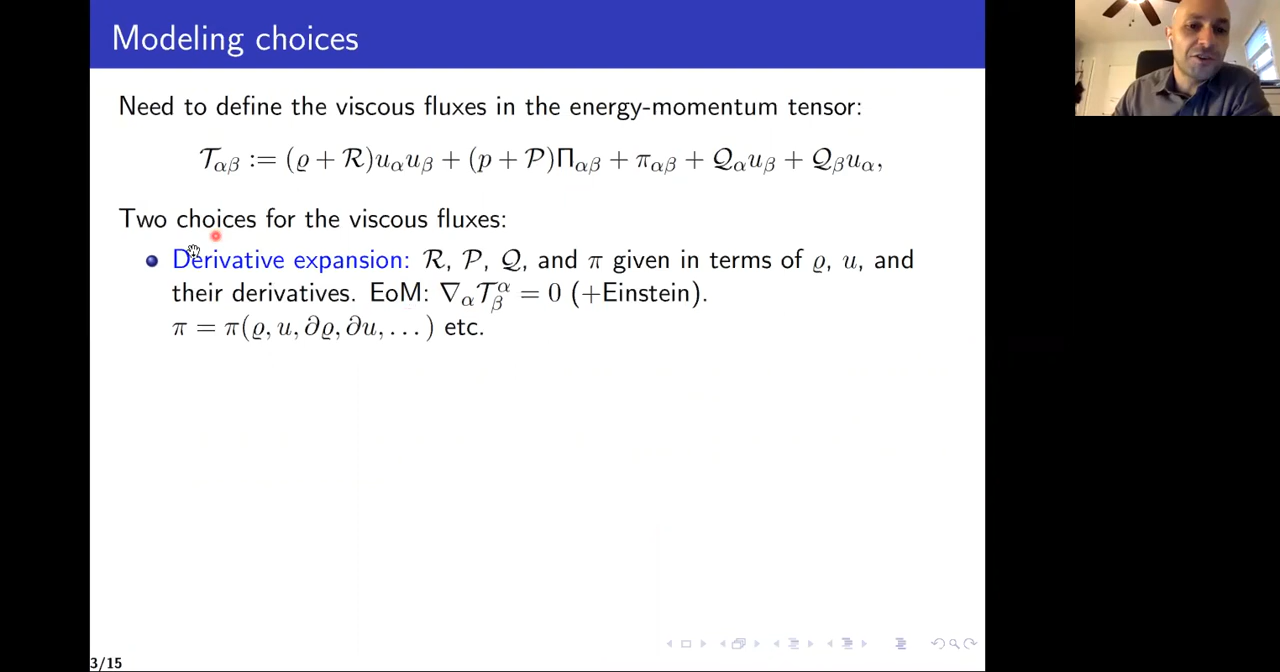 Modeling choices
Need to define the viscous fluxes in the energy-momentum tensor:
𝒯αβ := (ϱ + ℛ)uαuβ + (p + 𝒫)Παβ + παβ + 𝒬αuβ + 𝒬βuα,
Two choices for the viscous fluxes:
Derivative expansion: ℛ, 𝒫, 𝒬, and π given in terms of ϱ, u, and
their derivatives. EoM: ∇α𝒯^α_β = 0 (+Einstein).
π = π(ϱ, u, ∂ϱ, ∂u, . . . ) etc.
3/15